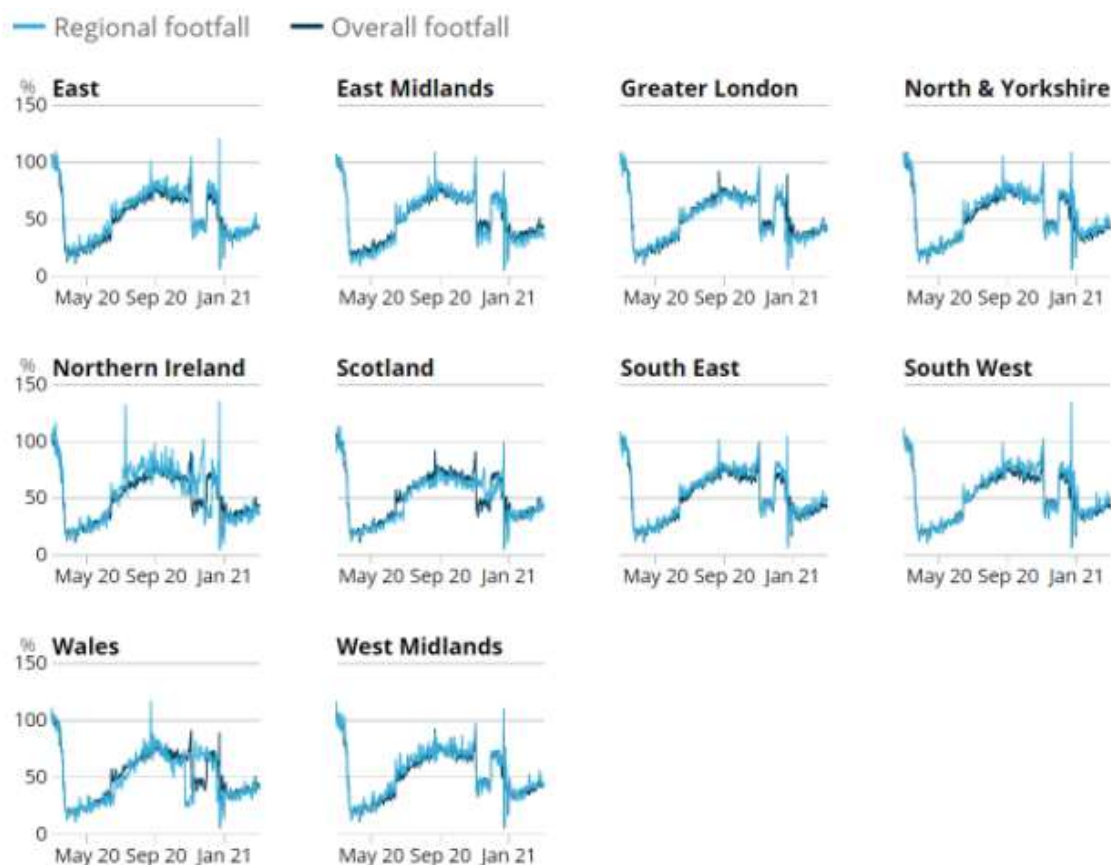 Regional footfall Overall footfall
% East East Midlands Greater London North & Yorkshire
150
100
50
0
May 20 Sep 20 Jan 21 May 20 Sep 20 Jan 21 May 20 Sep 20 Jan 21 May 20 Sep 20 Jan 21
% Northern Ireland Scotland South East South West
150
100
50
0
May 20 Sep 20 Jan 21 May 20 Sep 20 Jan 21 May 20 Sep 20 Jan 21 May 20 Sep 20 Jan 21
% Wales West Midlands
150
100
50
0
May 20 Sep 20 Jan 21 May 20 Sep 20 Jan 21